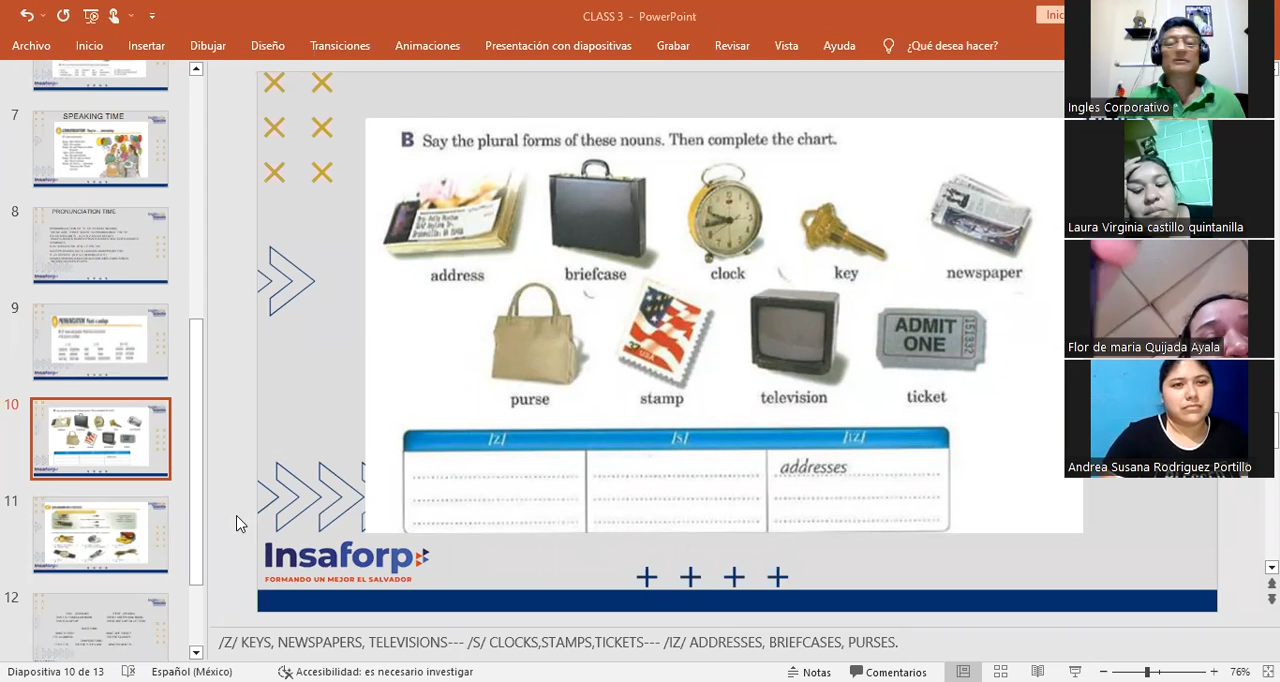 CLASS 3 - PowerPoint
Inic
Archivo Inicio Insertar Dibujar Diseño Transiciones Animaciones Presentación con diapositivas Grabar Revisar Vista Ayuda ¿Qué desea hacer?
Ingles Corporativo
Laura Virginia castillo quintanilla
Flor de maria Quijada Ayala
Andrea Susana Rodriguez Portillo
7
SPEAKING TIME
8
PRONUNCIATION TIME
9
10
11
12
B Say the plural forms of these nouns. Then complete the chart.
address briefcase clock key newspaper
ADMIT
ONE
151332
USA
purse stamp television ticket
/z/ /s/ /ɪz/
addresses
Insaforp
FORMANDO UN MEJOR EL SALVADOR
/Z/ KEYS, NEWSPAPERS, TELEVISIONS--- /S/ CLOCKS,STAMPS,TICKETS--- /IZ/ ADDRESSES, BRIEFCASES, PURSES.
Diapositiva 10 de 13 Español (México) Accesibilidad: es necesario investigar Notas Comentarios 76%